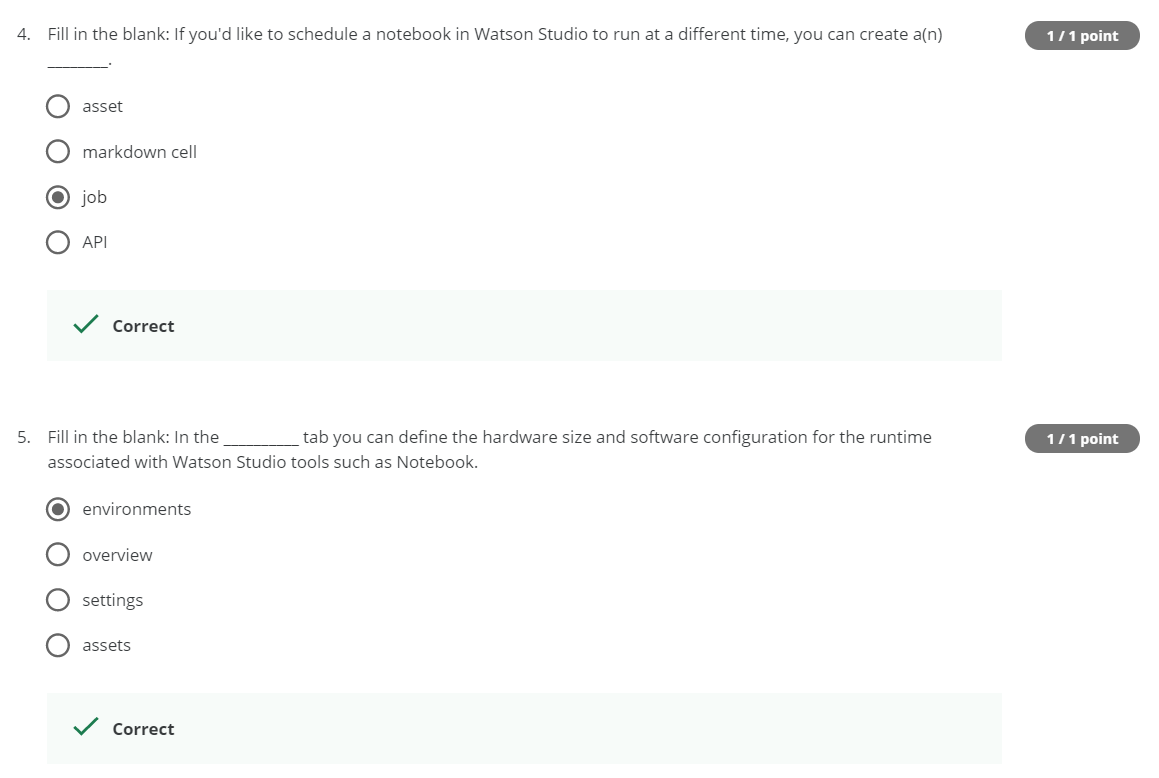 4. Fill in the blank: If you'd like to schedule a notebook in Watson Studio to run at a different time, you can create a(n)
1 / 1 point
________.
asset
markdown cell
job
API
Correct
5. Fill in the blank: In the __________ tab you can define the hardware size and software configuration for the runtime
1 / 1 point
associated with Watson Studio tools such as Notebook.
environments
overview
settings
assets
Correct